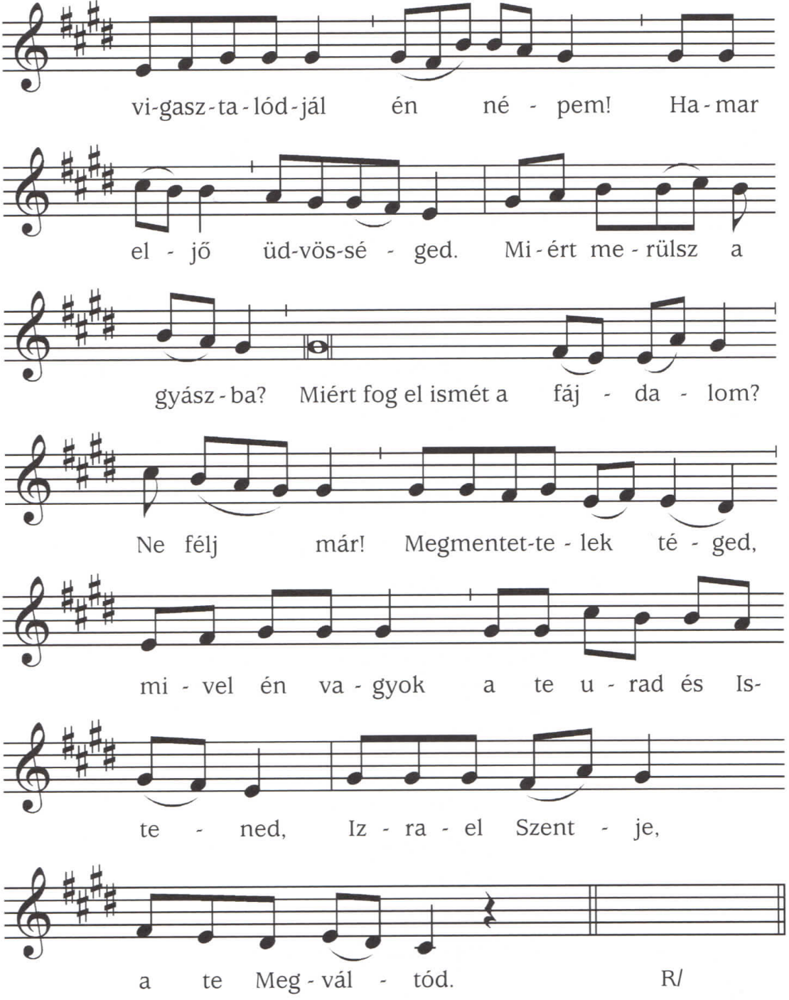 vi-gasz-ta-lód-jál én né - pem! Ha-mar
el - jő üd-vös-sé - ged. Mi-ért me-rülsz a
gyász-ba? Miért fog el ismét a fáj - da - lom?
Ne félj már! Megmentet-te-lek té - ged,
mi - vel én va - gyok a te u - rad és Is-
te - ned, Iz - ra - el Szent - je,
a te Meg - vál - tód. R/